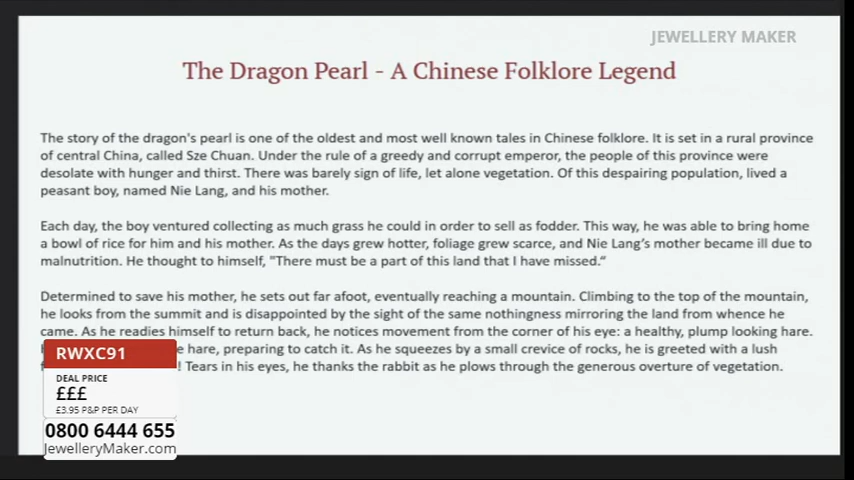 JEWELLERY MAKER
The Dragon Pearl - A Chinese Folklore Legend
The story of the dragon's pearl is one of the oldest and most well known tales in Chinese folklore. It is set in a rural province
of central China, called Sze Chuan. Under the rule of a greedy and corrupt emperor, the people of this province were
desolate with hunger and thirst. There was barely sign of life, let alone vegetation. Of this despairing population, lived a
peasant boy, named Nie Lang, and his mother.
Each day, the boy ventured collecting as much grass he could in order to sell as fodder. This way, he was able to bring home
a bowl of rice for him and his mother. As the days grew hotter, foliage grew scarce, and Nie Lang's mother became ill due to
malnutrition. He thought to himself, "There must be a part of this land that I have missed."
Determined to save his mother, he sets out far afoot, eventually reaching a mountain. Climbing to the top of the mountain,
he looks from the summit and is disappointed by the sight of the same nothingness mirroring the land from whence he
came. As he readies himself to return back, he notices movement from the corner of his eye: a healthy, plump looking hare.
hare, preparing to catch it. As he squeezes by a small crevice of rocks, he is greeted with a lush
! Tears in his eyes, he thanks the rabbit as he plows through the generous overture of vegetation.
RWXC91
DEAL PRICE
£££
£3.95 P&P PER DAY
0800 6444 655
JewelleryMaker.com